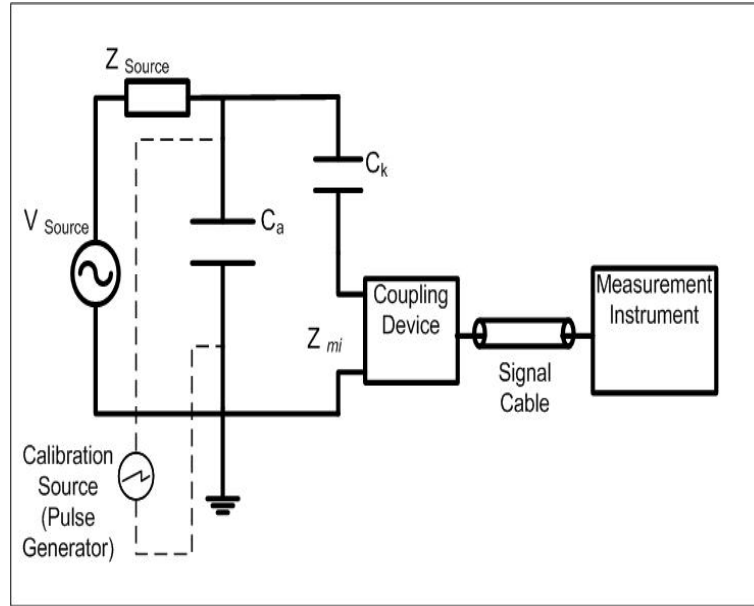 Z Source
C k
V Source
C a
Coupling
Device
Measurement
Instrument
Z mi
Signal
Cable
Calibration
Source
(Pulse
Generator)